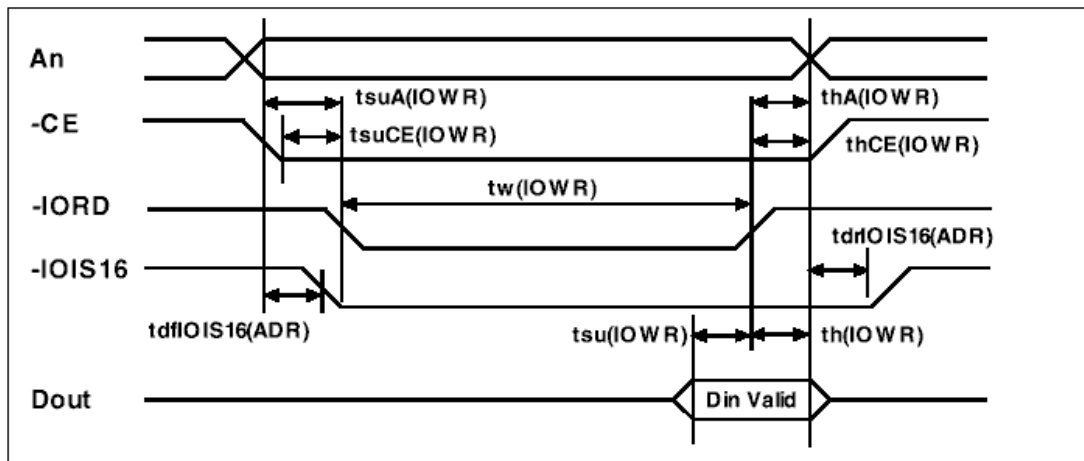 An
tsuA(IOWR)
thA(IOWR)
-CE
tsuCE(IOWR)
thCE(IOWR)
tw(IOWR)
-IORD
tdrIOIS16(ADR)
-IOIS16
tdfIOIS16(ADR)
tsu(IOWR)
th(IOWR)
Dout
Din Valid